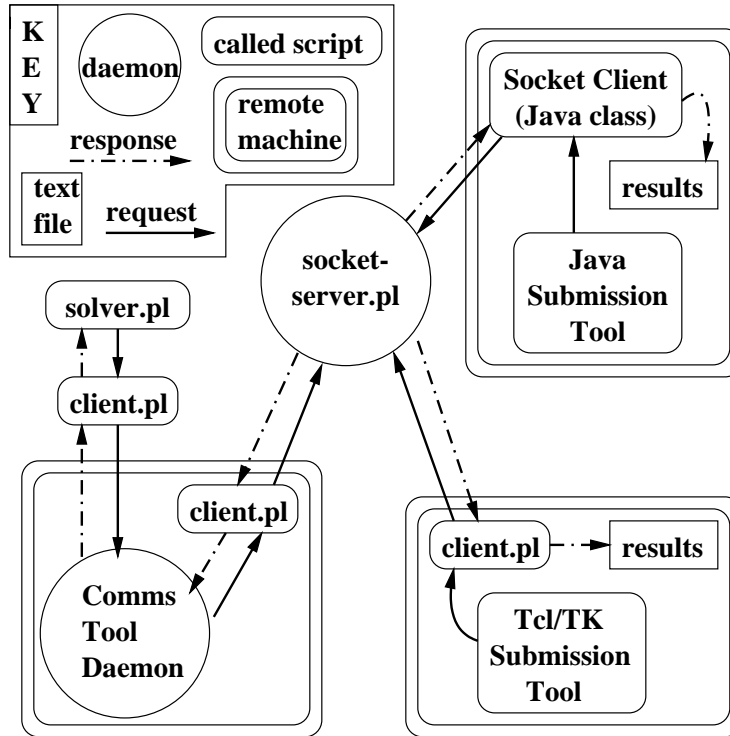 K
E
Y
daemon
called script
remote
machine
response
text
file
request
Socket Client
(Java class)
results
Java
Submission
Tool
socket-
server.pl
solver.pl
client.pl
client.pl
Comms
Tool
Daemon
client.pl
results
Tcl/TK
Submission
Tool